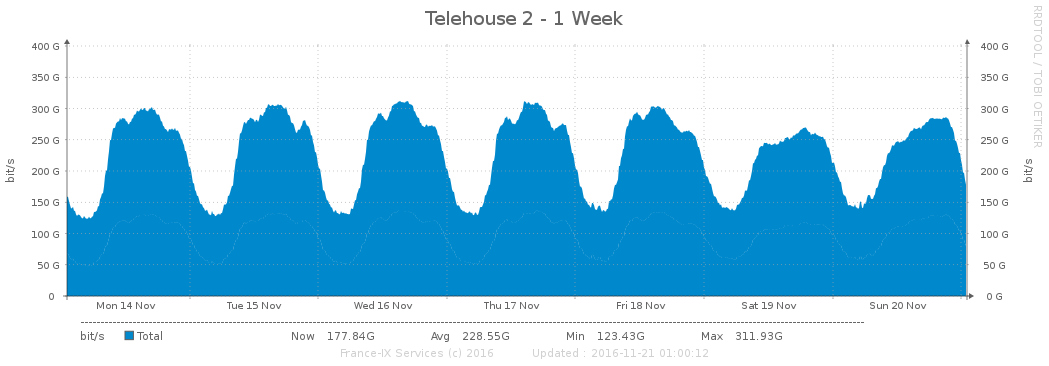 Telehouse 2 - 1 Week
RRDTOOL / TOBI OETIKER
400 G 400 G
350 G 350 G
300 G 300 G
250 G 250 G
200 G 200 G
150 G 150 G
100 G 100 G
50 G 50 G
0 0 G
bit/s bit/s
Mon 14 Nov Tue 15 Nov Wed 16 Nov Thu 17 Nov Fri 18 Nov Sat 19 Nov Sun 20 Nov
bit/s Total Now 177.84G Avg 228.55G Min 123.43G Max 311.93G
France-IX Services (c) 2016 Updated : 2016-11-21 01:00:12